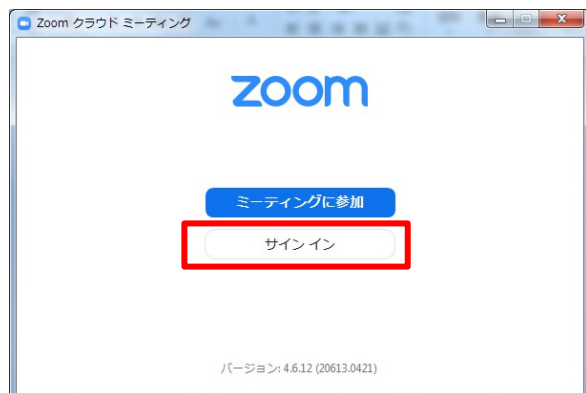 Zoom クラウド ミーティング
zoom
ミーティングに参加
サイン イン
バージョン: 4.6.12 (20613.0421)